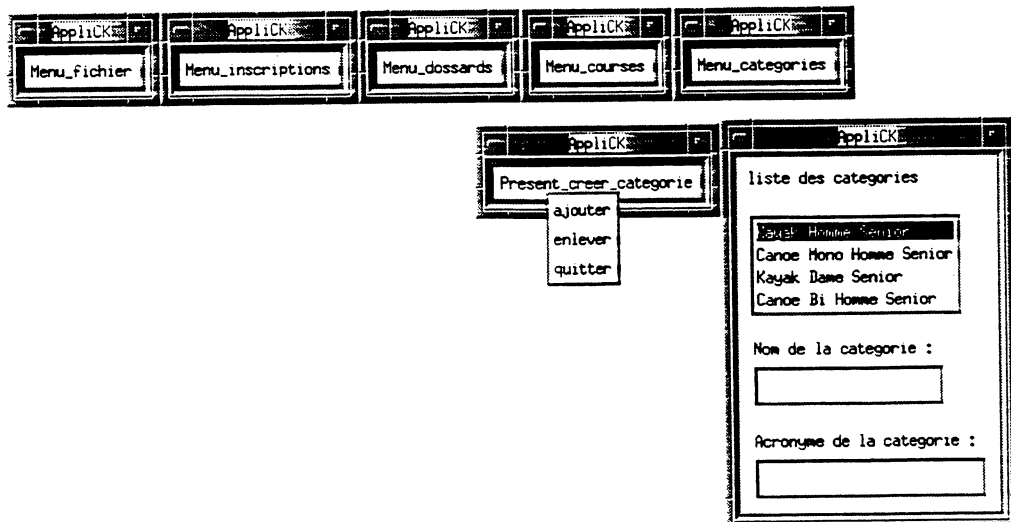 AppliCK AppliCK AppliCK AppliCK AppliCK
Menu_fichier Menu_inscriptions Menu_dossards Menu_courses Menu_categories
AppliCK
Present_creer_categorie
ajouter
enlever
quitter
AppliCK
liste des categories
Kayak Homme Senior
Canoe Mono Homme Senior
Kayak Dame Senior
Canoe Bi Homme Senior
Nom de la categorie :
Acronyme de la categorie :